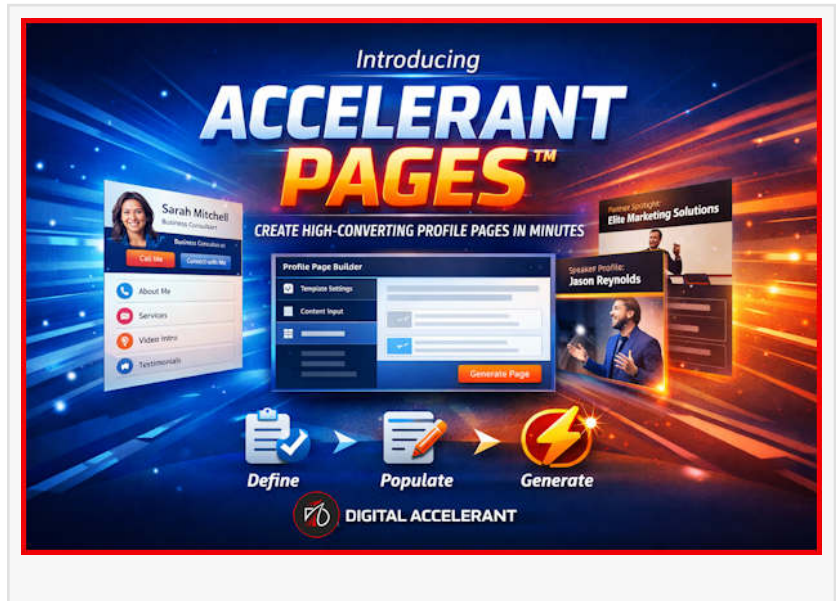 Introducing
ACCELERANT
PAGES™
CREATE HIGH-CONVERTING PROFILE PAGES IN MINUTES
Sarah Mitchell
Business Consultant
Call Me
Connect with Me
About Me
Services
Video Intro
Testimonials
Profile Page Builder
Template Settings
Content Input
Generate Page
Partner Spotlight:
Elite Marketing Solutions
Speaker Profile:
Jason Reynolds
Define
Populate
Generate
DIGITAL ACCELERANT